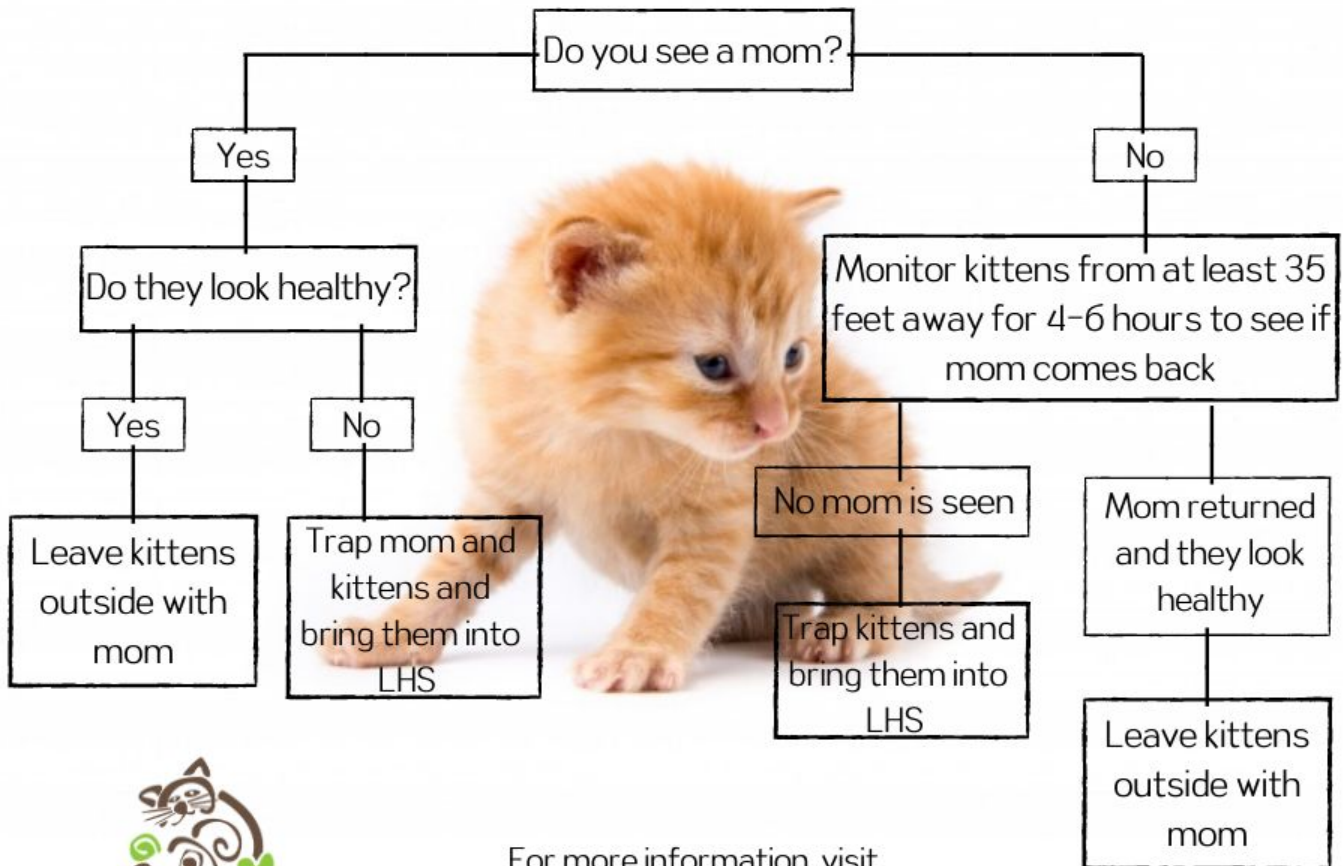 Do you see a mom?
Yes
No
Do they look healthy?
Monitor kittens from at least 35
feet away for 4-6 hours to see if
mom comes back
Yes
No
No mom is seen
Mom returned
and they look
healthy
Leave kittens
outside with
mom
Trap mom and
kittens and
bring them into
LHS
Trap kittens and
bring them into
LHS
Leave kittens
outside with
mom
For more information, visit